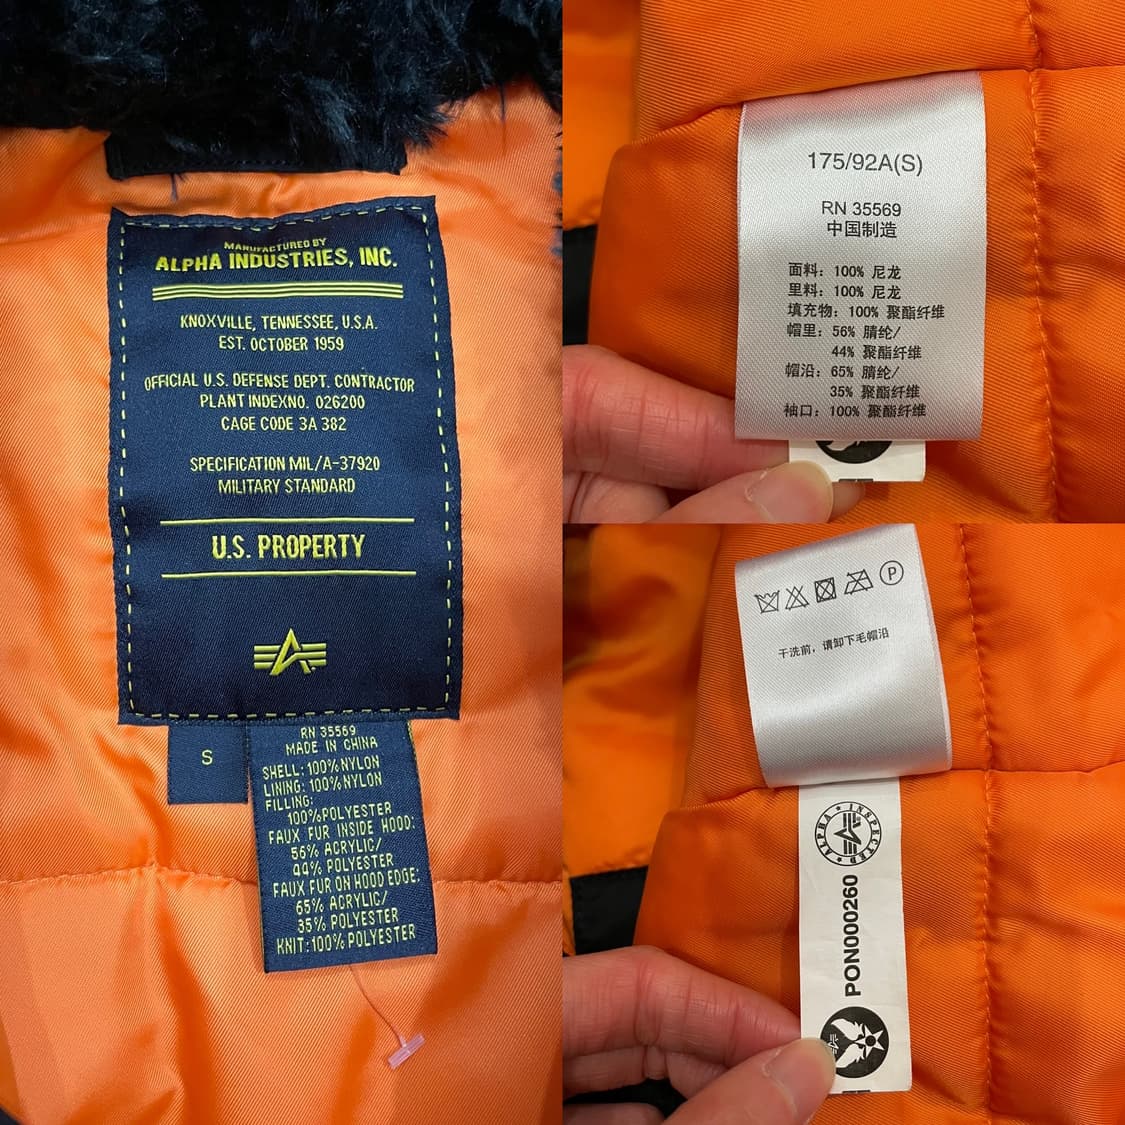 MANUFACTURED BY
ALPHA INDUSTRIES, INC.
KNOXVILLE, TENNESSEE, U.S.A.
EST. OCTOBER 1959
OFFICIAL U.S. DEFENSE DEPT. CONTRACTOR
PLANT INDEXNO. 026200
CAGE CODE 3A 382
SPECIFICATION MIL/A-37920
MILITARY STANDARD
U.S. PROPERTY
S
RN 35569
MADE IN CHINA
SHELL: 100% NYLON
LINING: 100% NYLON
FILLING:
100% POLYESTER
FAUX FUR INSIDE HOOD:
56% ACRYLIC/
44% POLYESTER
FAUX FUR ON HOOD EDGE:
65% ACRYLIC/
35% POLYESTER
KNIT: 100% POLYESTER
175/92A(S)
RN 35569
中国制造
面料: 100% 尼龙
里料: 100% 尼龙
填充物: 100% 聚酯纤维
帽里: 56% 腈纶/
44% 聚酯纤维
帽沿: 65% 腈纶/
35% 聚酯纤维
袖口: 100% 聚酯纤维
P
干洗前，请卸下毛帽沿
ALPHA INSPECTED
PON000260